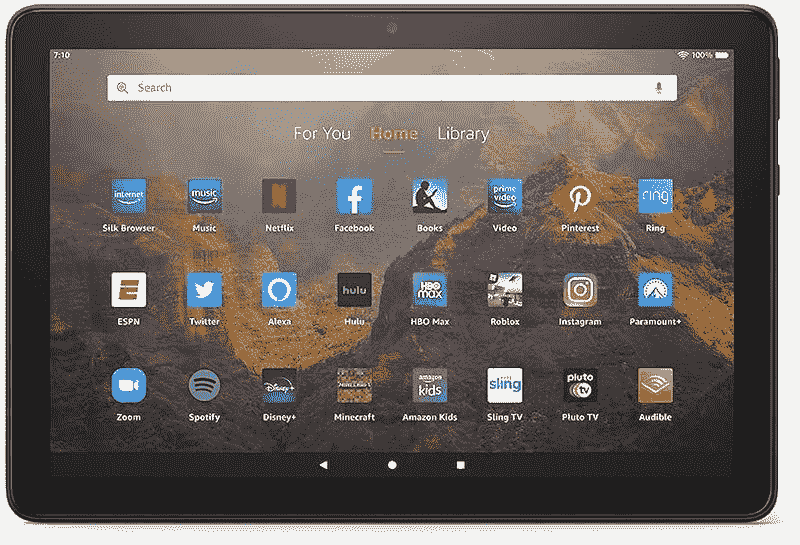 7:10 100%
Search
For You Home Library
internet music prime video ring
Silk Browser Music Netflix Facebook Books Video Pinterest Ring
hulu HBO max
ESPN Twitter Alexa Hulu HBO Max Roblox Instagram Paramount+
Disney+ MINECRAFT amazon kids sling pluto tv
Zoom Spotify Disney+ Minecraft Amazon Kids Sling TV Pluto TV Audible